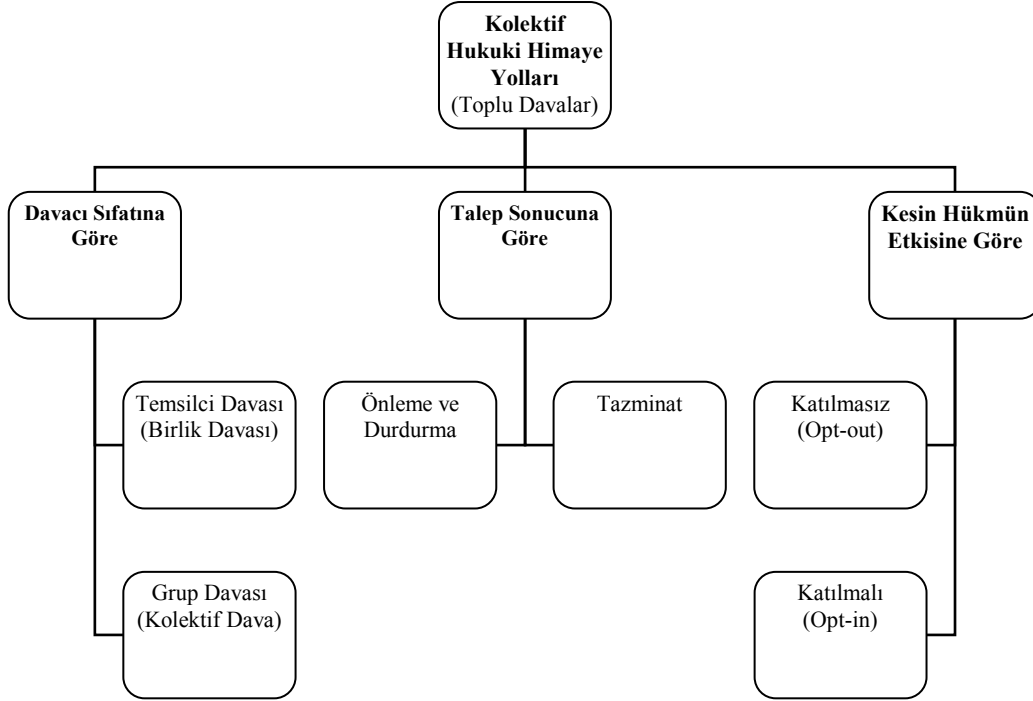 Kolektif
Hukuki Himaye
Yolları
(Toplu Davalar)
Davacı Sıfatına
Göre
Talep Sonucuna
Göre
Kesin Hükmün
Etkisine Göre
Temsilci Davası
(Birlik Davası)
Önleme ve
Durdurma
Tazminat
Katılmasız
(Opt-out)
Grup Davası
(Kolektif Dava)
Katılmalı
(Opt-in)